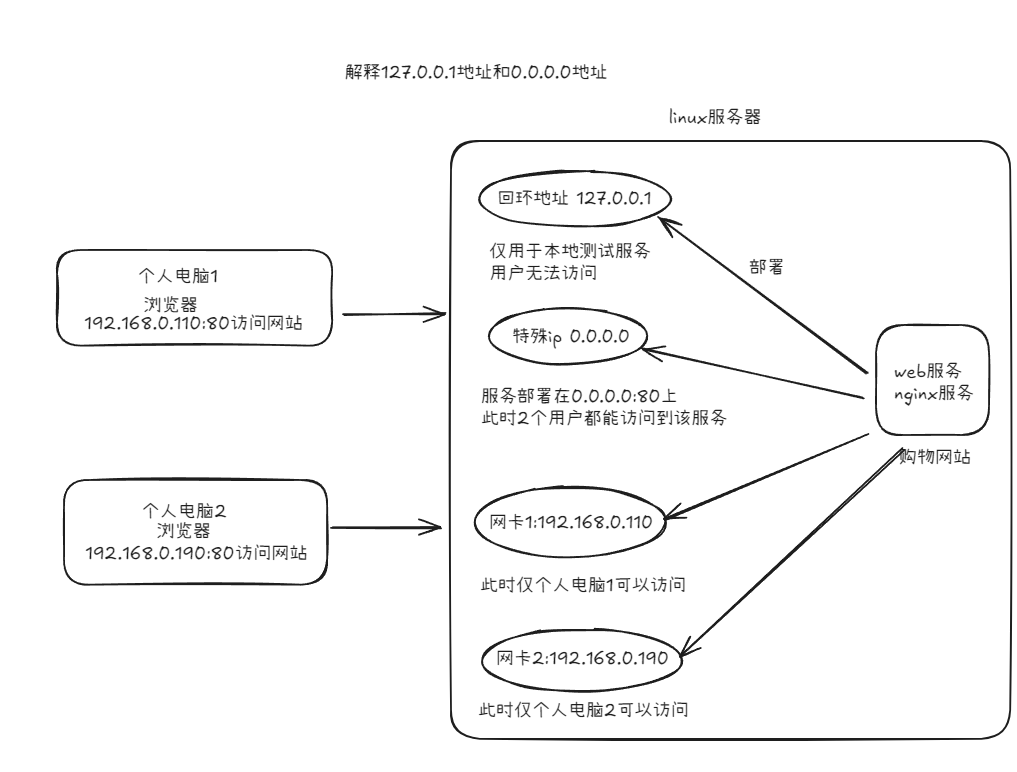 解释127.0.0.1地址和0.0.0.0地址
linux服务器
回环地址 127.0.0.1
仅用于本地测试服务
用户无法访问
部署
个人电脑1
浏览器
192.168.0.110:80访问网站
特殊ip 0.0.0.0
服务部署在0.0.0.0:80上
此时2个用户都能访问到该服务
web服务
nginx服务
购物网站
个人电脑2
浏览器
192.168.0.190:80访问网站
网卡1:192.168.0.110
此时仅个人电脑1可以访问
网卡2:192.168.0.190
此时仅个人电脑2可以访问